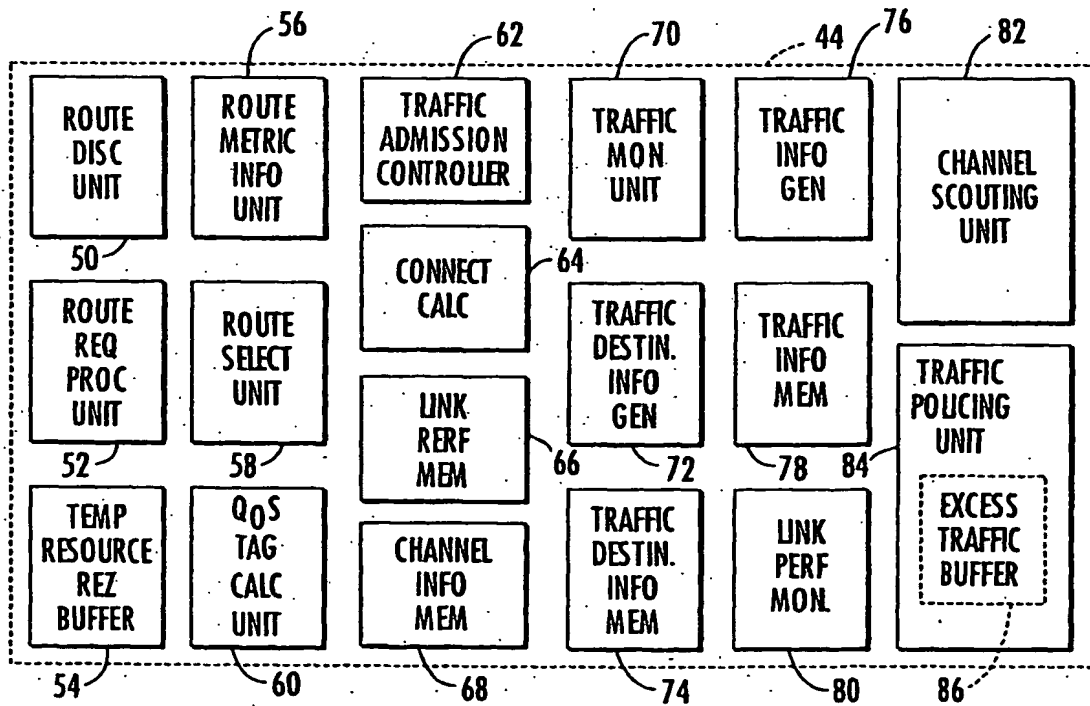 56
62
70
44
76
82
ROUTE
DISC
UNIT
50
ROUTE
METRIC
INFO
UNIT
TRAFFIC
ADMISSION
CONTROLLER
TRAFFIC
MON
UNIT
TRAFFIC
INFO
GEN
CHANNEL
SCOUTING
UNIT
CONNECT
CALC
64
ROUTE
REQ
PROC
UNIT
52
ROUTE
SELECT
UNIT
58
LINK
RERF
MEM
66
TRAFFIC
DESTIN.
INFO
GEN
72
TRAFFIC
INFO
MEM
78
TRAFFIC
POLICING
UNIT
84
TEMP
RESOURCE
REZ
BUFFER
54
QOS
TAG
CALC
UNIT
60
CHANNEL
INFO
MEM
68
TRAFFIC
DESTIN.
INFO
MEM
74
LINK
PERF
MON.
80
EXCESS
TRAFFIC
BUFFER
86